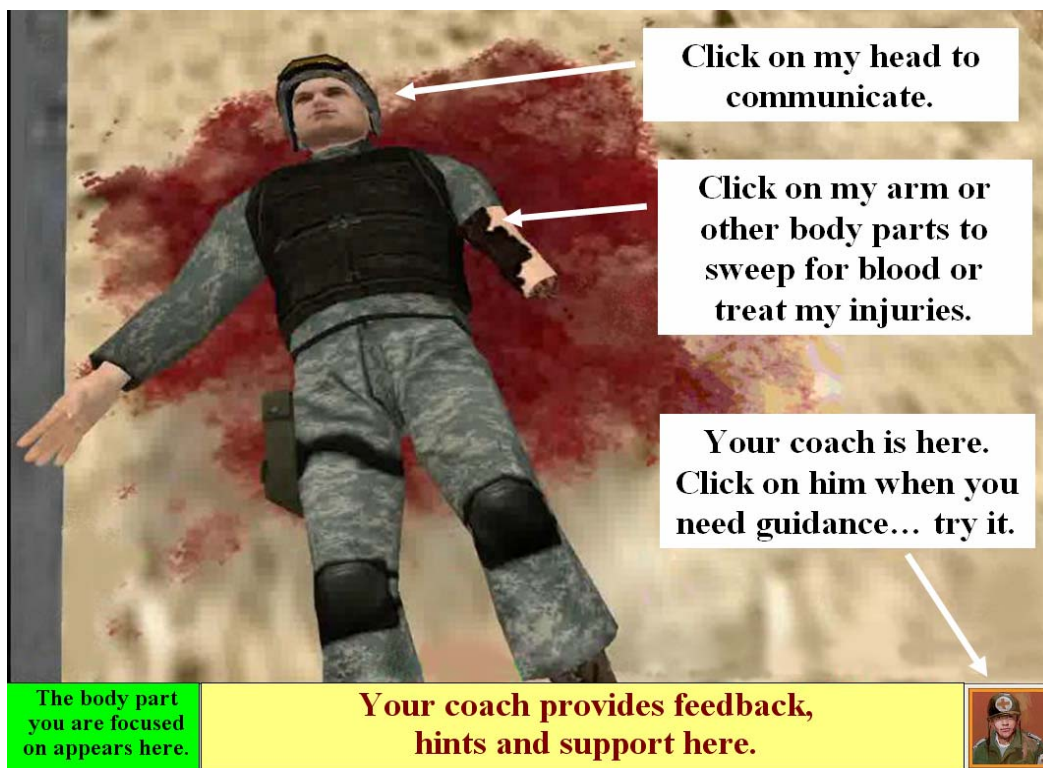 Click on my head to
communicate.
Click on my arm or
other body parts to
sweep for blood or
treat my injuries.
Your coach is here.
Click on him when you
need guidance... try it.
The body part
you are focused
on appears here.
Your coach provides feedback,
hints and support here.